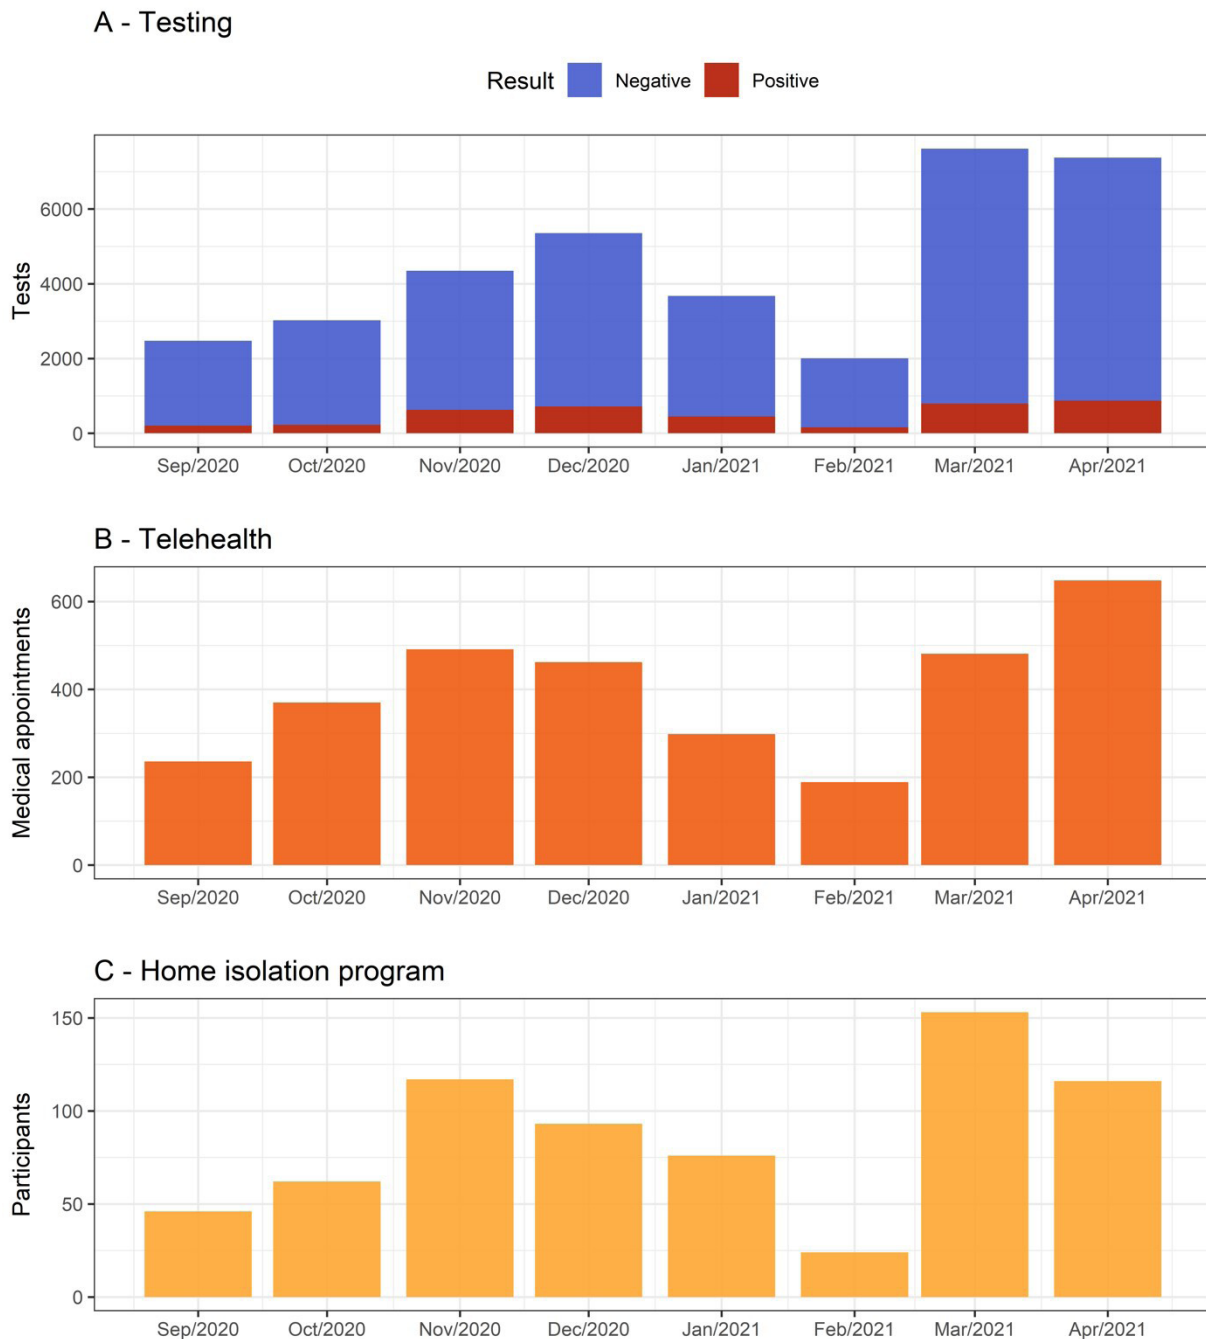 A - Testing
Result Negative Positive
Tests
6000
4000
2000
0
Sep/2020 Oct/2020 Nov/2020 Dec/2020 Jan/2021 Feb/2021 Mar/2021 Apr/2021
B - Telehealth
Medical appointments
600
400
200
0
Sep/2020 Oct/2020 Nov/2020 Dec/2020 Jan/2021 Feb/2021 Mar/2021 Apr/2021
C - Home isolation program
Participants
150
100
50
0
Sep/2020 Oct/2020 Nov/2020 Dec/2020 Jan/2021 Feb/2021 Mar/2021 Apr/2021